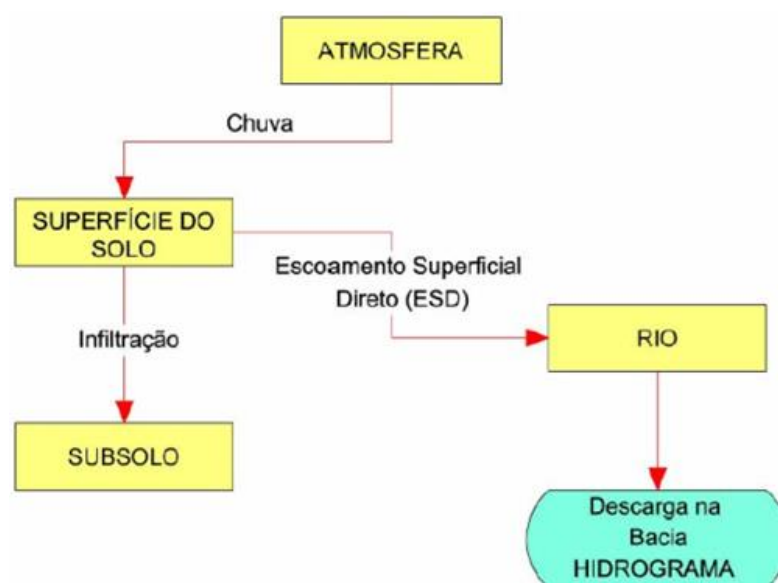 ATMOSFERA
Chuva
SUPERFÍCIE DO
SOLO
Escoamento Superficial
Direto (ESD)
Infiltração
RIO
SUBSOLO
Descarga na
Bacia
HIDROGRAMA